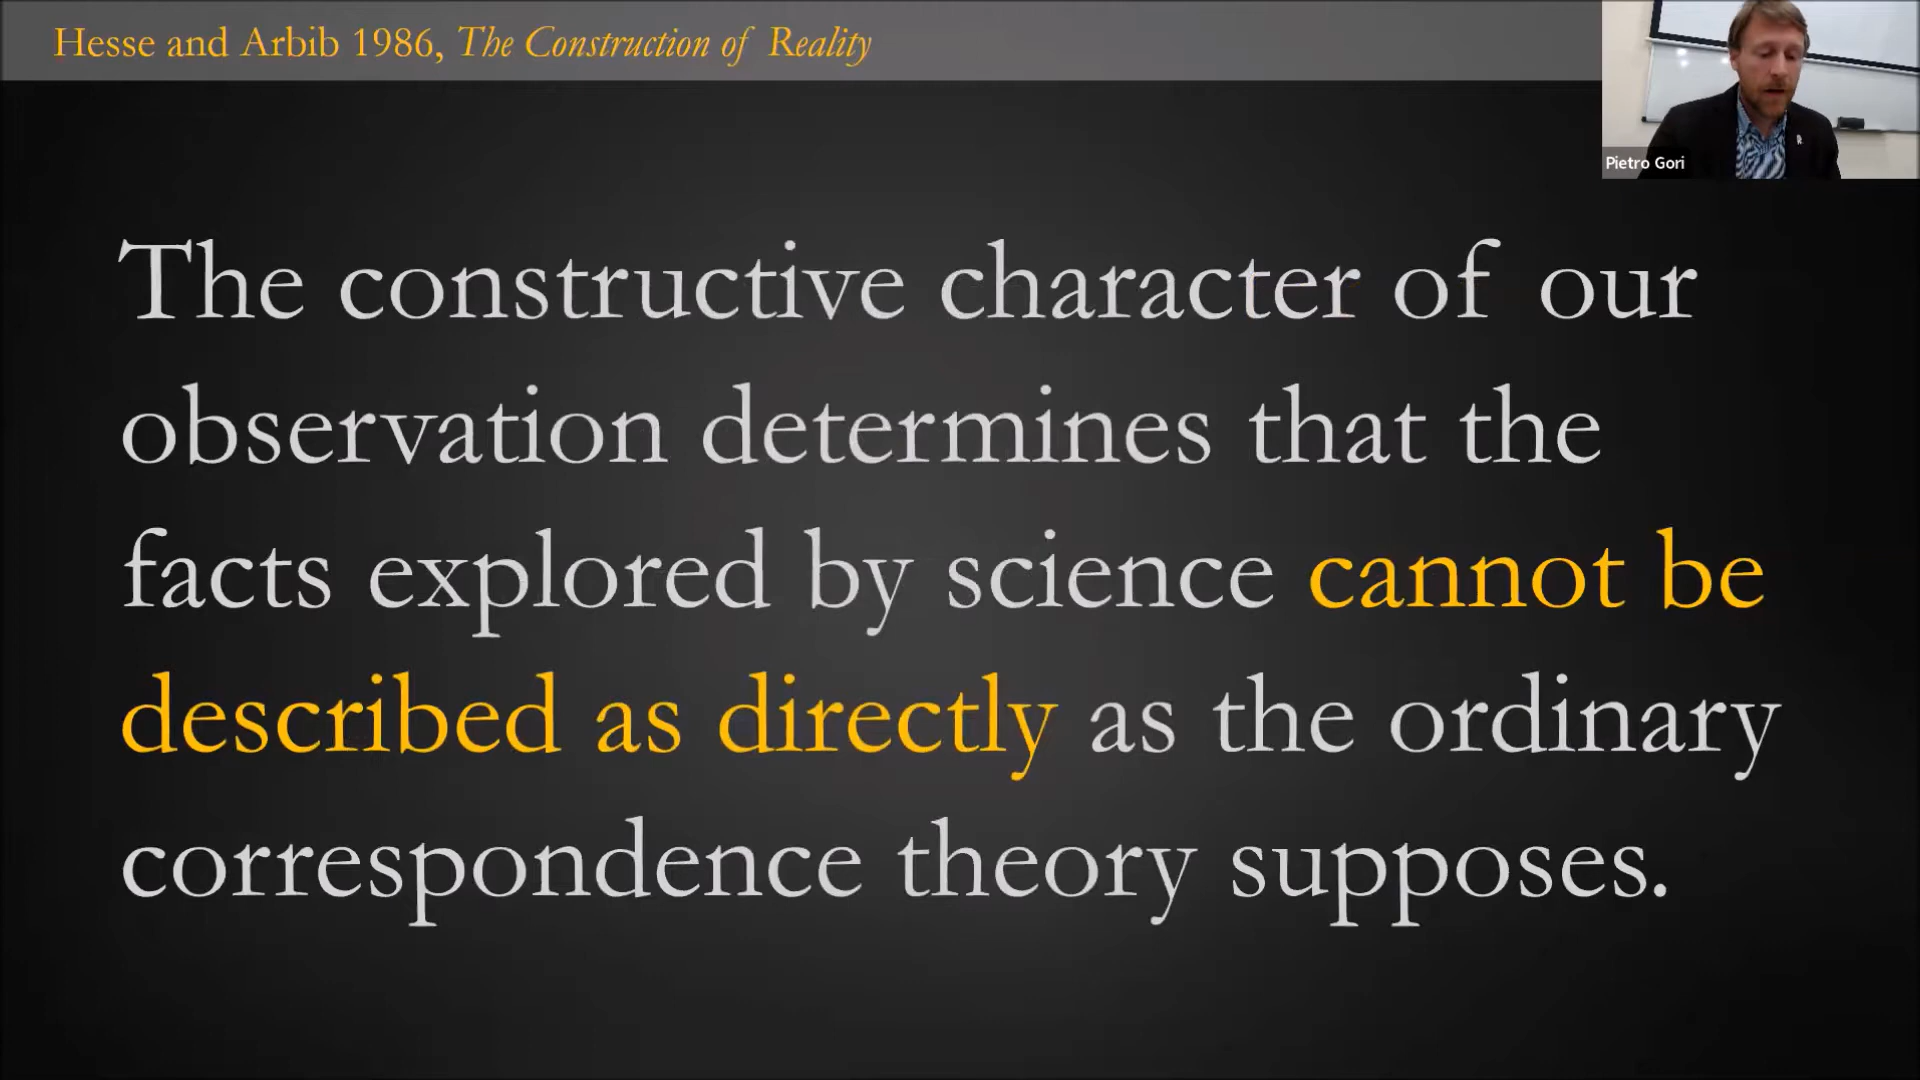 Hesse and Arbib 1986, The Construction of Reality
Pietro Gori
The constructive character of our
observation determines that the
facts explored by science cannot be
described as directly as the ordinary
correspondence theory supposes.